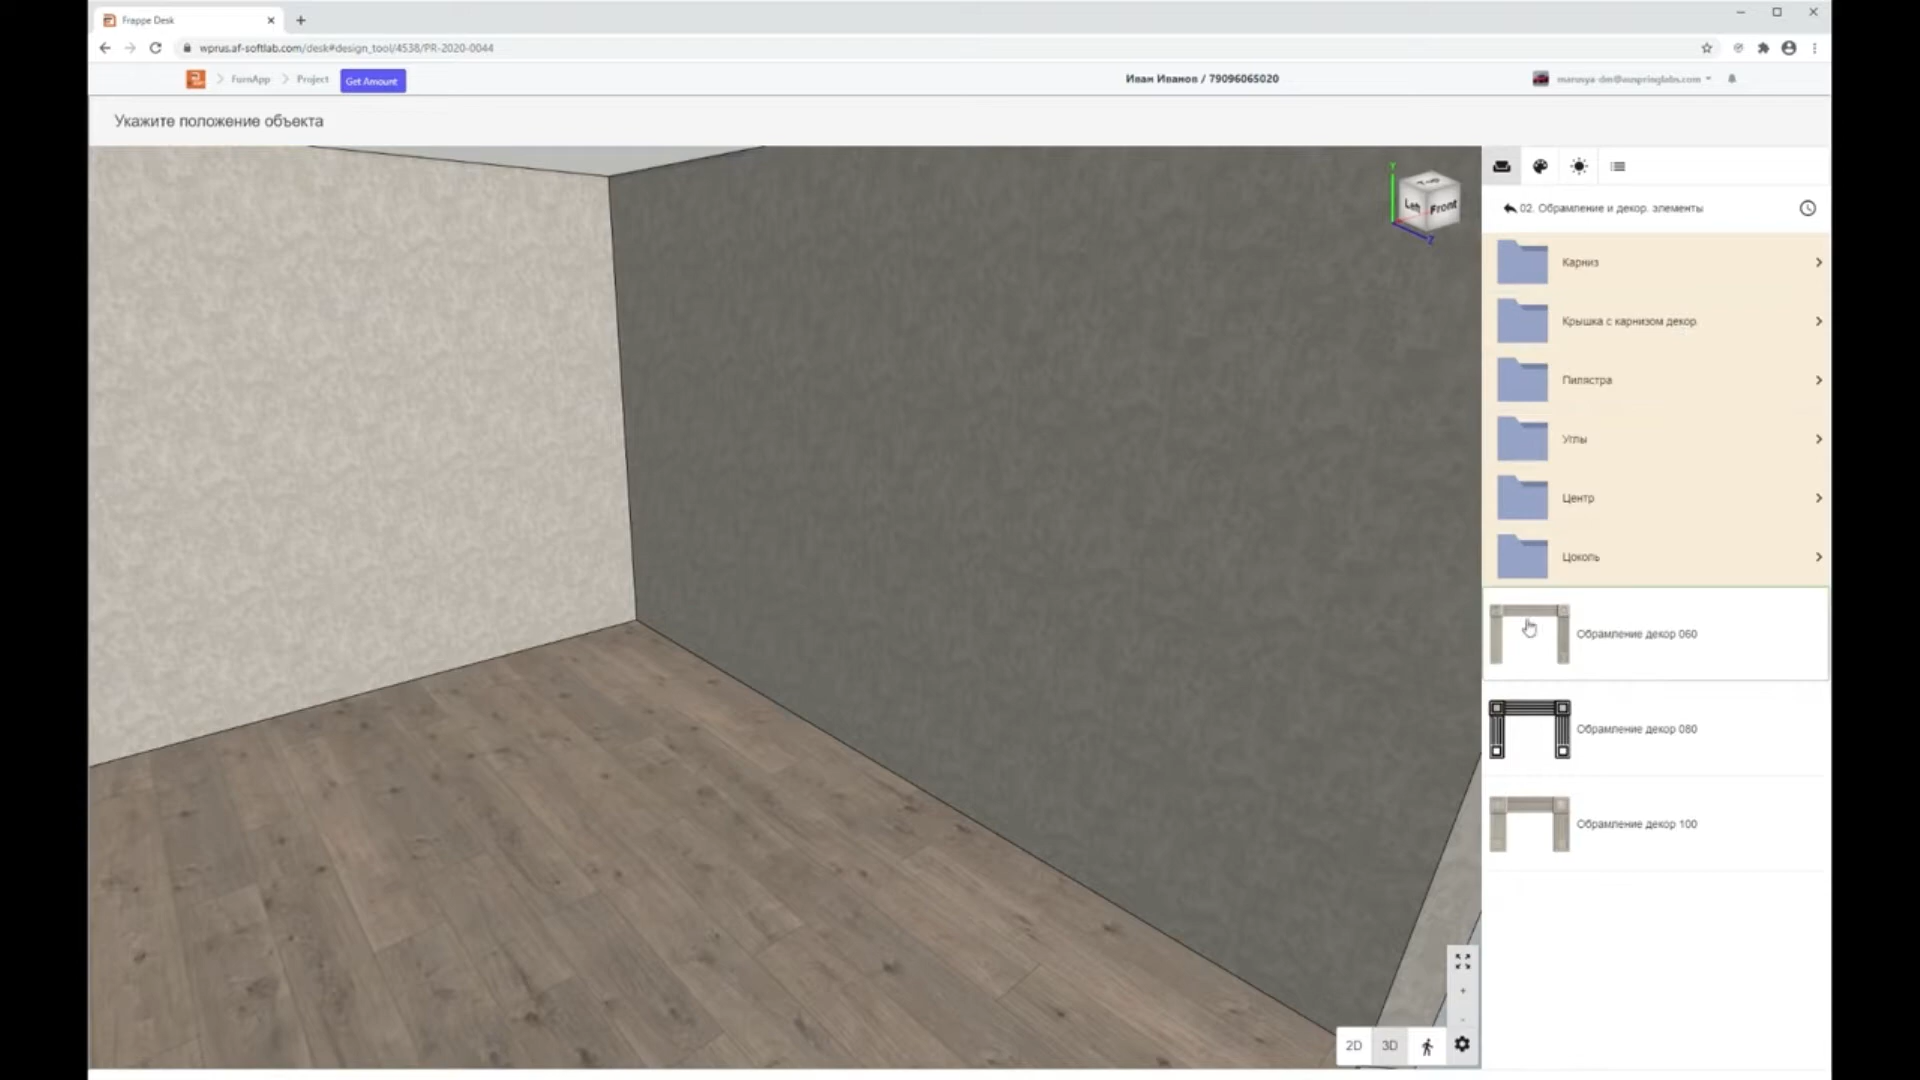 Frappe Desk
wprus.af-softlab.com/desk#design_tool/4538/PR-2020-0044
FurnApp
Project
Get Amount
Иван Иванов / 79096065020
Укажите положение объекта
Y
Top
Left
Front
Z
02. Обрамление и декор. элементы
Карниз
Крышка с карнизом декор.
Пилястра
Углы
Центр
Цоколь
Обрамление декор 060
Обрамление декор 080
Обрамление декор 100
2D
3D